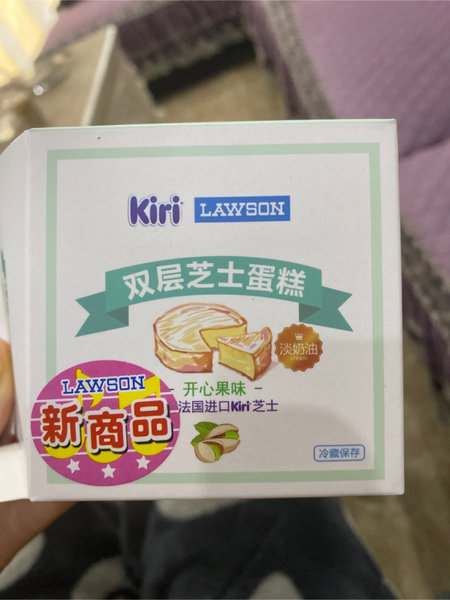 Kiri LAWSON
双层芝士蛋糕
淡奶油
cream
- 开心果味 -
法国进口Kiri芝士
LAWSON
新商品
冷藏保存